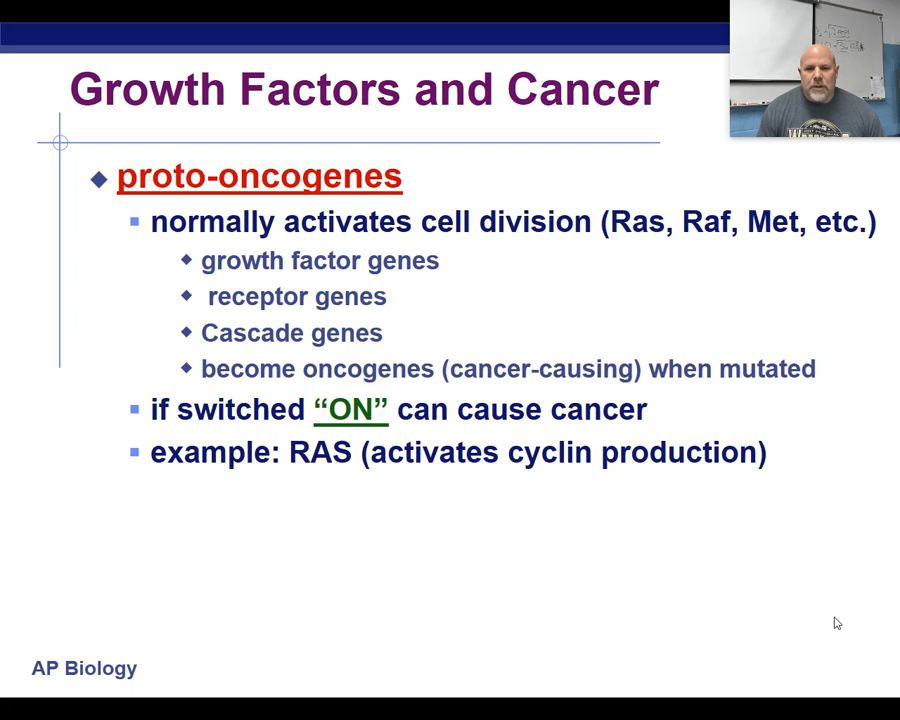 Growth Factors and Cancer
proto-oncogenes
normally activates cell division (Ras, Raf, Met, etc.)
growth factor genes
receptor genes
Cascade genes
become oncogenes (cancer-causing) when mutated
if switched “ON” can cause cancer
example: RAS (activates cyclin production)
AP Biology